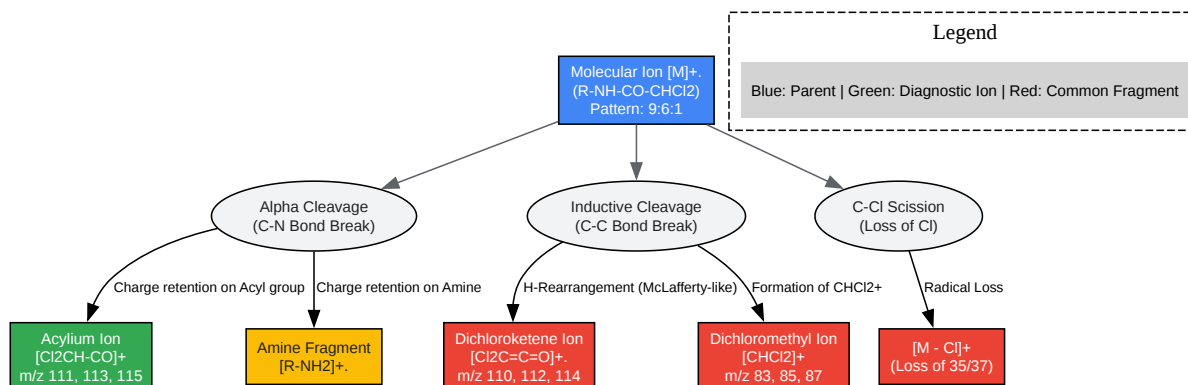 Legend
Blue: Parent | Green: Diagnostic Ion | Red: Common Fragment
Molecular Ion [M]+.
(R-NH-CO-CHCl2)
Pattern: 9:6:1
Alpha Cleavage
(C-N Bond Break)
Inductive Cleavage
(C-C Bond Break)
C-Cl Scission
(Loss of Cl)
Charge retention on Acyl group
Charge retention on Amine
H-Rearrangement (McLafferty-like)
Formation of CHCl2+
Radical Loss
Acylium Ion
[Cl2CH-CO]+
m/z 111, 113, 115
Amine Fragment
[R-NH2]+.
Dichloroketene Ion
[Cl2C=C=O]+.
m/z 110, 112, 114
Dichloromethyl Ion
[CHCl2]+
m/z 83, 85, 87
[M - Cl]+
(Loss of 35/37)